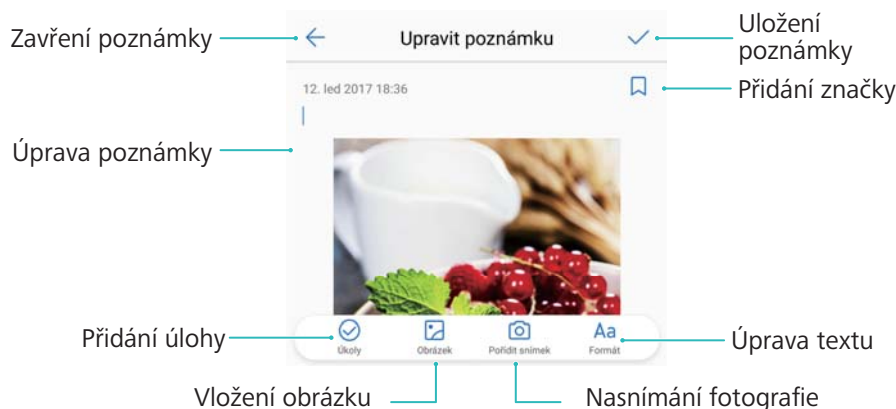 Zavření poznámky
Upravit poznámku
Uložení
poznámky
12. led 2017 18:36
Přidání značky
Úprava poznámky
Přidání úlohy
Úkoly
Obrázek
Pořídit snímek
Aa
Formát
Úprava textu
Vložení obrázku
Nasnímání fotografie